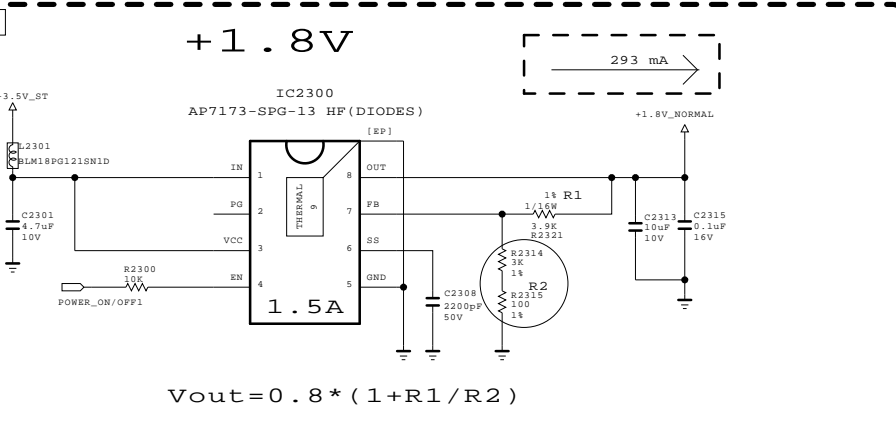 +1.8V
293 mA
IC2300
AP7173-SPG-13 HF(DIODES)
+3.5V_ST
+1.8V_NORMAL
[EP]
L2301
BLM18PG121SN1D
IN
1
8
OUT
THERMAL
9
1%
R1
1/16W
3.9K
R2321
PG
2
7
FB
C2301
4.7uF
10V
C2313
10uF
10V
C2315
0.1uF
16V
VCC
3
6
SS
R2314
3K
1%
R2
R2300
10K
EN
4
5
GND
R2315
100
1%
POWER_ON/OFF1
1.5A
C2308
2200pF
50V
Vout=0.8*(1+R1/R2)